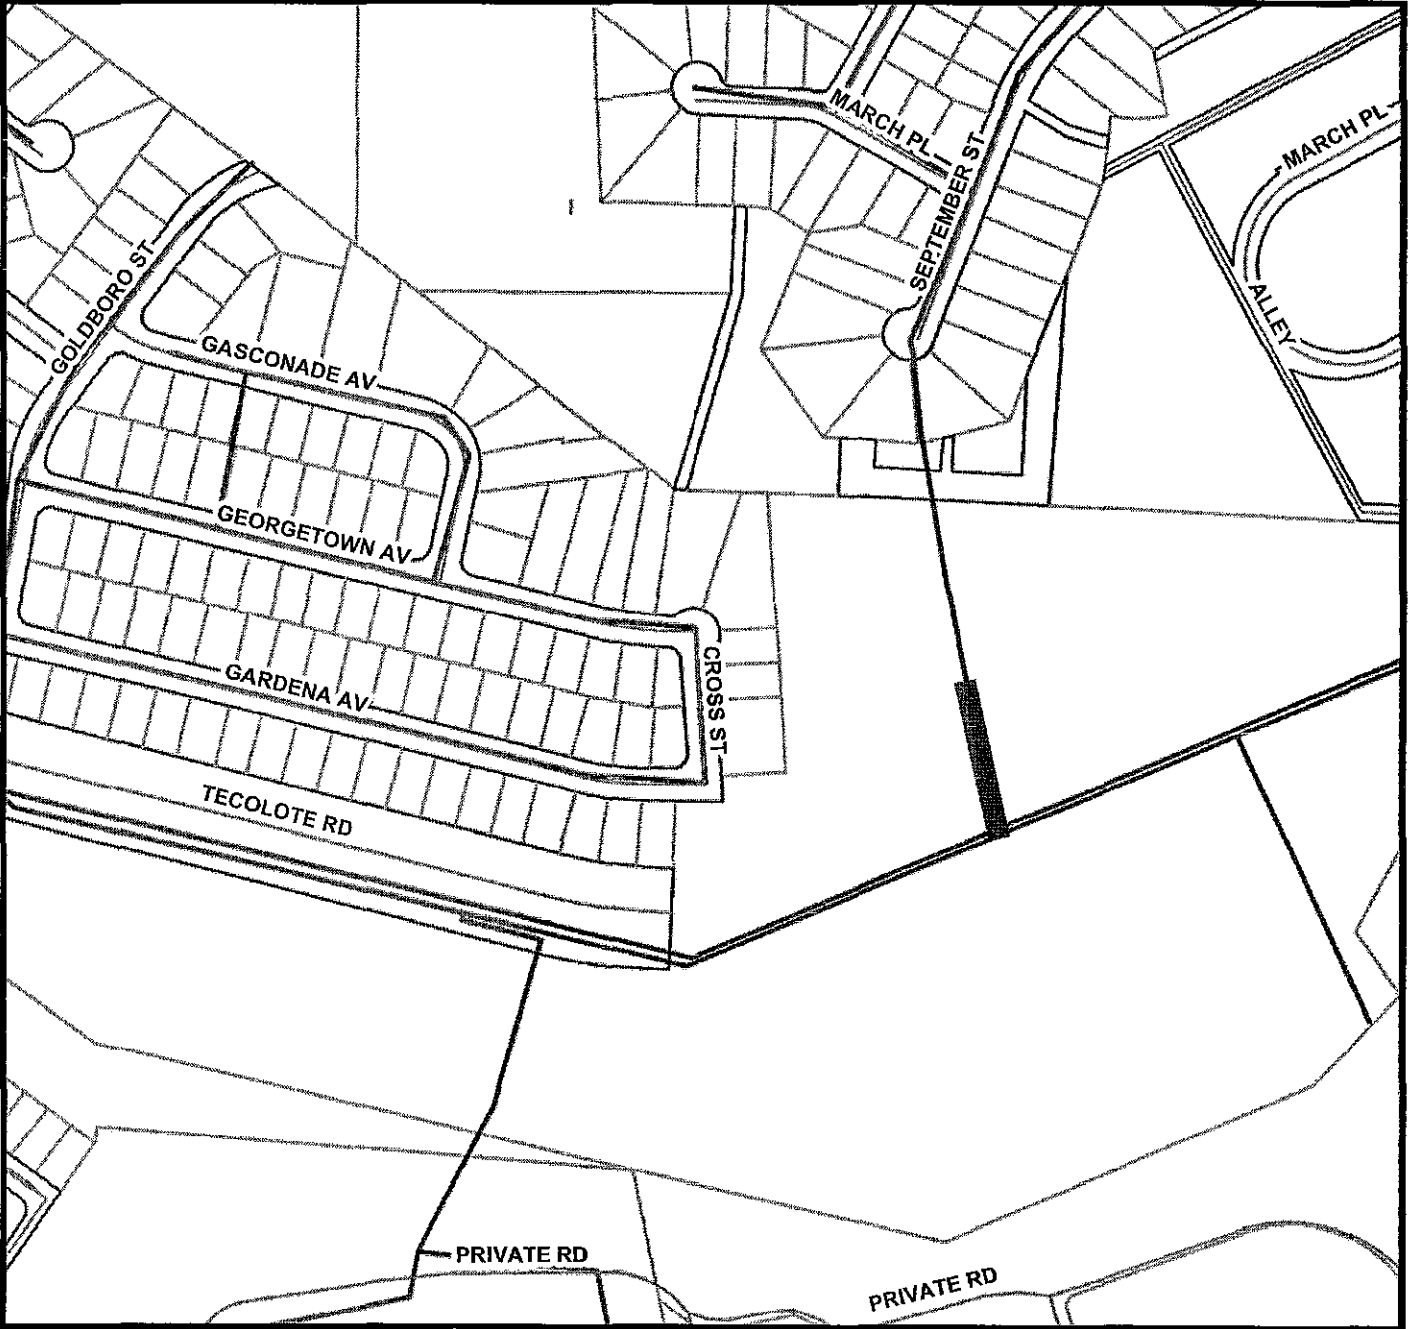 MARCH PL
MARCH PL
SEPTEMBER ST
GOLDBORO ST
ALLEY
GASCONADE AV
GEORGETOWN AV
GARDENA AV
CROSS ST
TECOLOTE RD
PRIVATE RD
PRIVATE RD